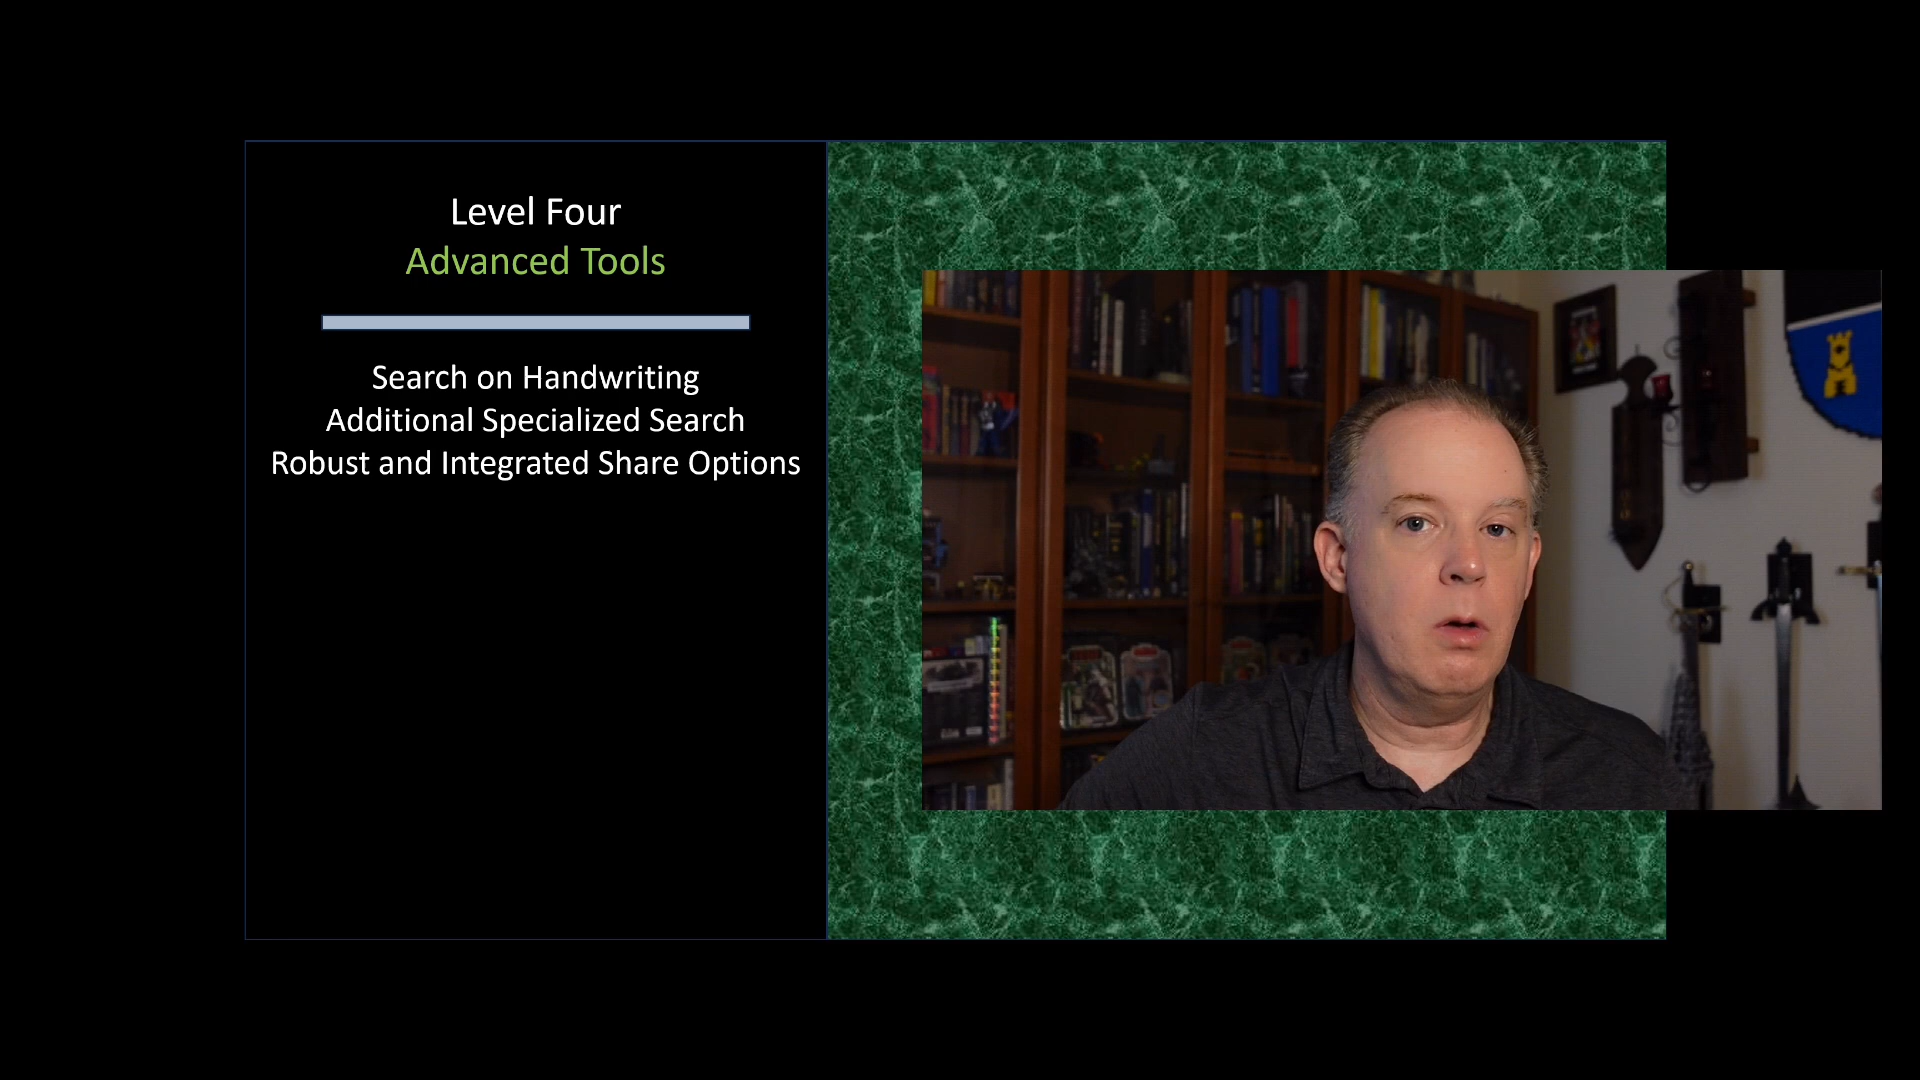 Level Four
Advanced Tools
Search on Handwriting
Additional Specialized Search
Robust and Integrated Share Options